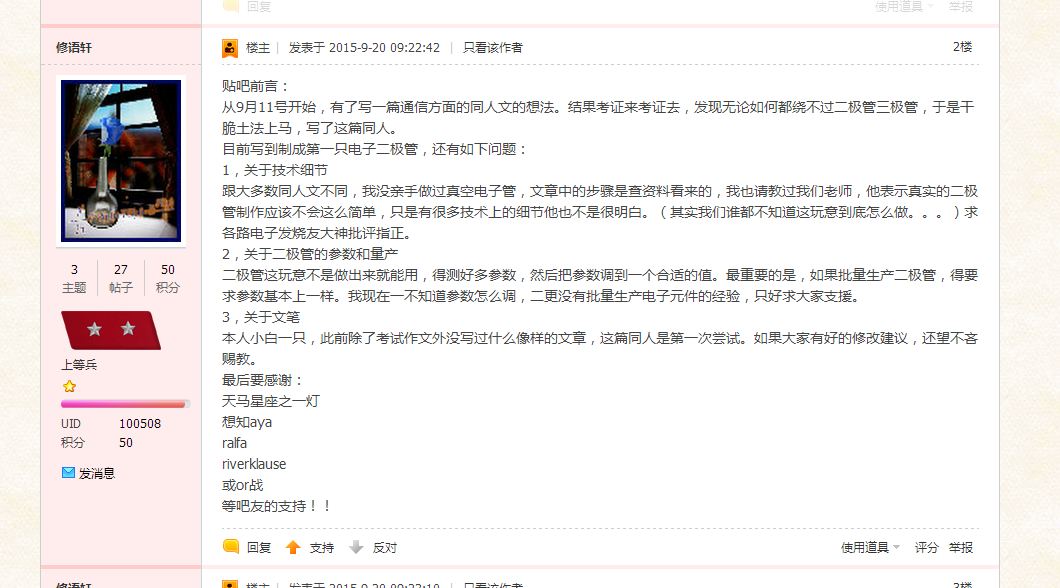 回复
使用道具 举报
修语轩
楼主 | 发表于 2015-9-20 09:22:42 | 只看该作者
2楼
3 27 50
主题 帖子 积分
上等兵
UID 100508
积分 50
发消息
贴吧前言：
从9月11号开始，有了写一篇通信方面的同人文的想法。结果考证来考证去，发现无论如何都绕不过二极管三极管，于是干
脆土法上马，写了这篇同人。
目前写到制成第一只电子二极管，还有如下问题：
1，关于技术细节
跟大多数同人文不同，我没亲手做过真空电子管，文章中的步骤是查资料看来的，我也请教过我们老师，他表示真实的二极
管制作应该不会这么简单，只是有很多技术上的细节他也不是很明白。（其实我们谁都不知道这玩意到底怎么做。。。）求
各路电子发烧友大神批评指正。
2，关于二极管的参数和量产
二极管这玩意不是做出来就能用，得测好多参数，然后把参数调到一个合适的值。最重要的是，如果批量生产二极管，得要
求参数基本上一样。我现在一不知道参数怎么调，二更没有批量生产电子元件的经验，只好求大家支援。
3，关于文笔
本人小白一只，此前除了考试作文外没写过什么像样的文章，这篇同人是第一次尝试。如果大家有好的修改建议，还望不吝
赐教。
最后要感谢：
天马星座之一灯
想知aya
ralfa
riverklause
或or战
等吧友的支持！！
回复 支持 反对
使用道具 评分 举报
修语轩
楼主 | 发表于 2015-9-20 09:23:10 | 只看该作者
3楼